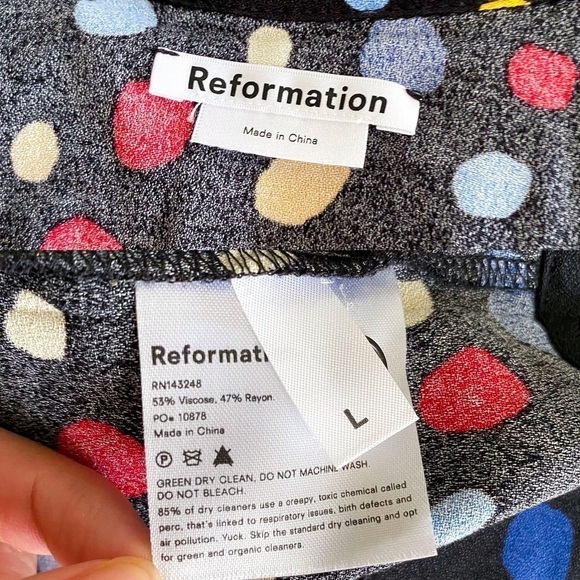 Reformation
Made in China
Reformati
RN143248
53% Viscose, 47% Rayon
PO# 10878
Made in China
L
GREEN DRY CLEAN. DO NOT MACHINE WASH.
DO NOT BLEACH.
85% of dry cleaners use a creepy, toxic chemical called
perc, that's linked to respiratory issues, birth defects and
air pollution. Yuck. Skip the standard dry cleaning and opt
for green and organic cleaners.